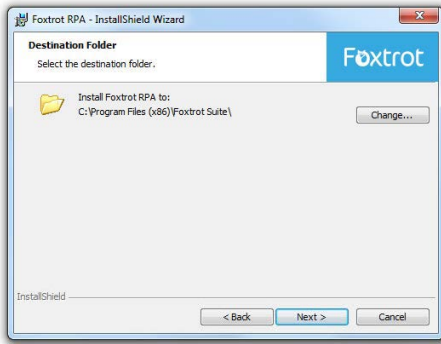 Foxtrot RPA - InstallShield Wizard
Destination Folder
Select the destination folder.
Foxtrot
Install Foxtrot RPA to:
C:\Program Files (x86)\Foxtrot Suite\
Change...
InstallShield
< Back
Next >
Cancel